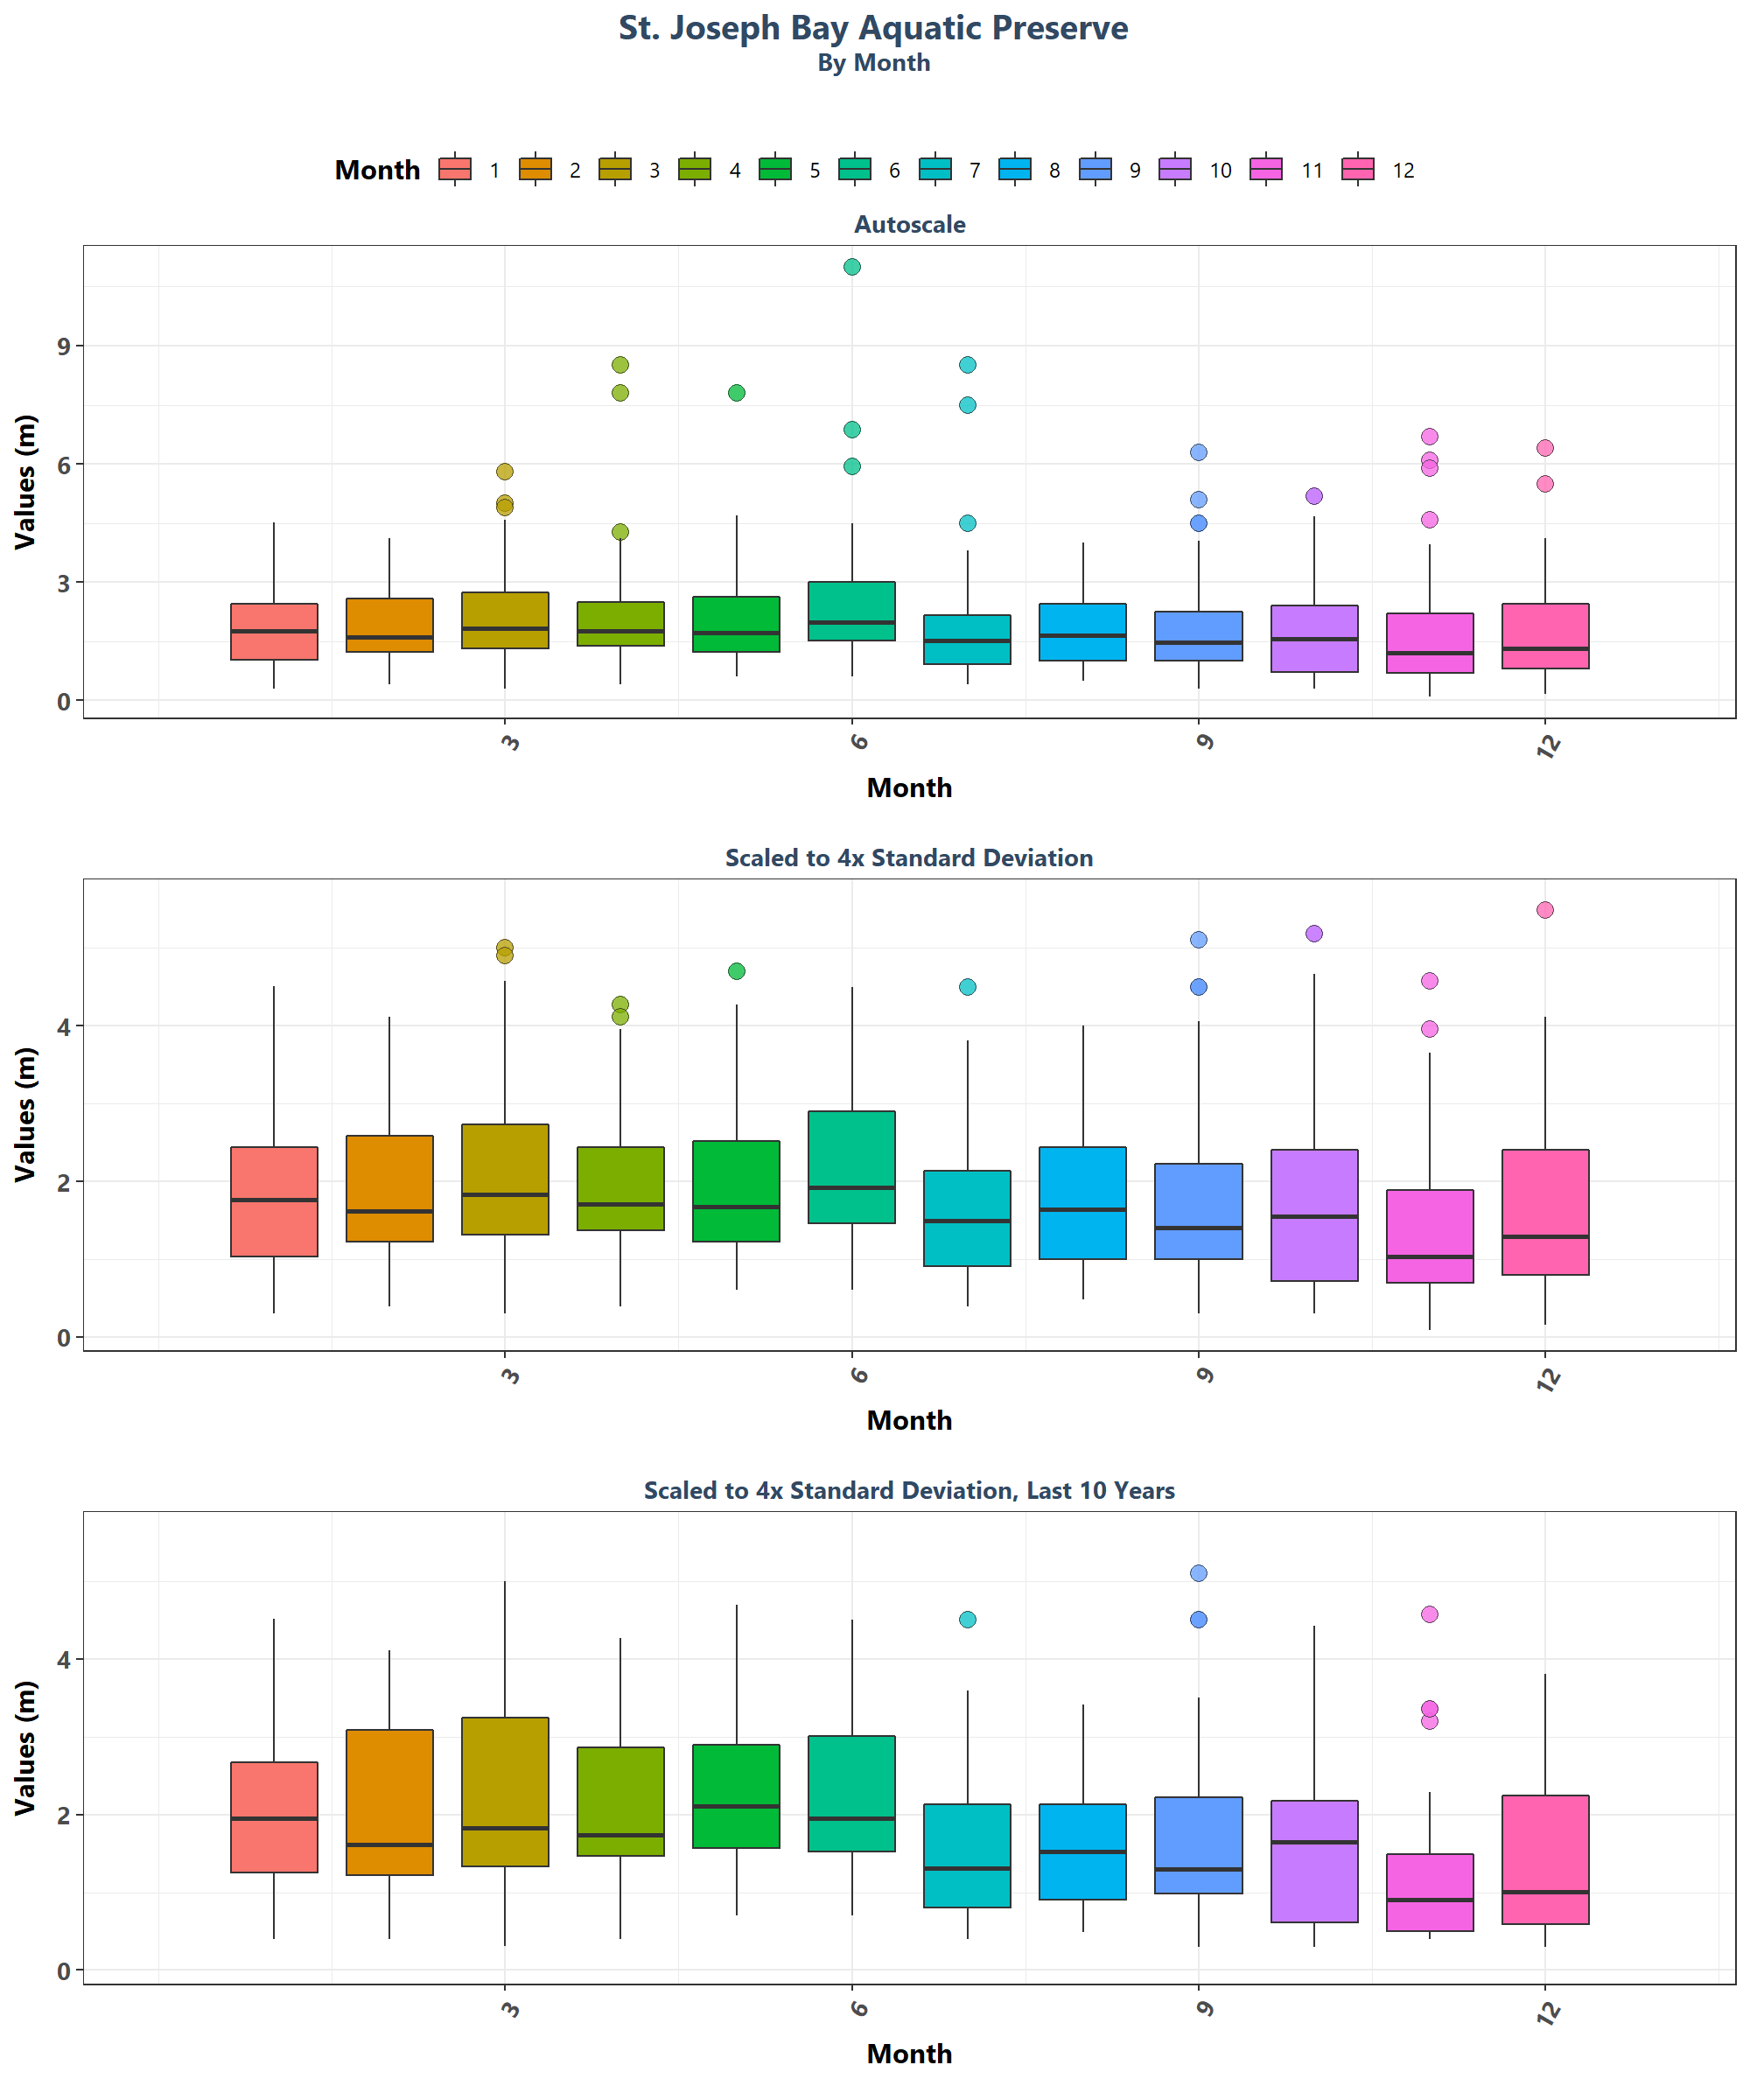 St. Joseph Bay Aquatic Preserve
By Month
Month 1 2 3 4 5 6 7 8 9 10 11 12
Autoscale
Values (m)
9
6
3
0
3 6 9 12
Month
Scaled to 4x Standard Deviation
Values (m)
4
2
0
3 6 9 12
Month
Scaled to 4x Standard Deviation, Last 10 Years
Values (m)
4
2
0
3 6 9 12
Month